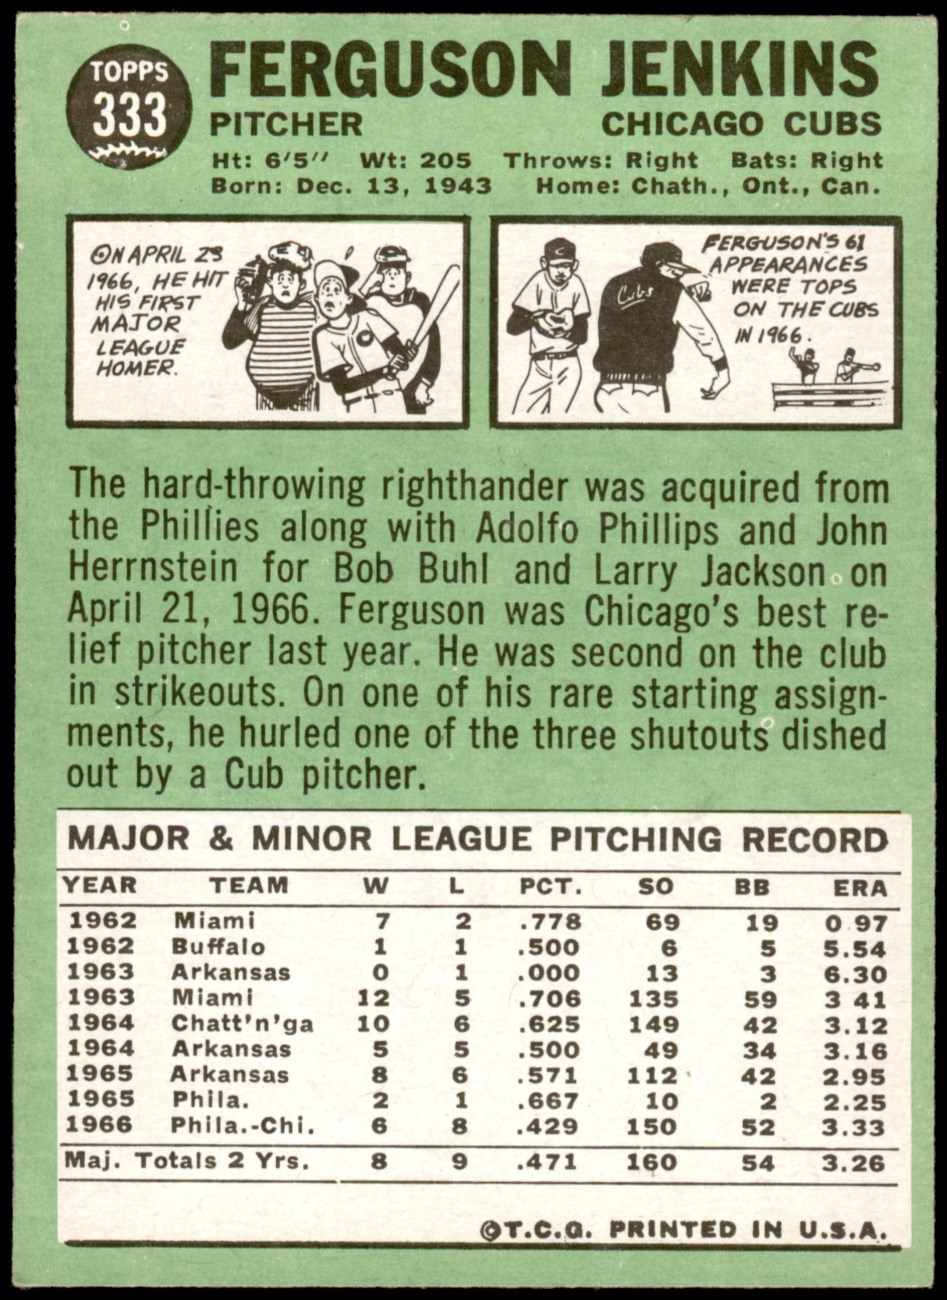 TOPPS
333
FERGUSON JENKINS
PITCHER CHICAGO CUBS
Ht: 6'5" Wt: 205 Throws: Right Bats: Right
Born: Dec. 13, 1943 Home: Chath., Ont., Can.
ON APRIL 23
1966, HE HIT
HIS FIRST
MAJOR
LEAGUE
HOMER.
C
Cubs
FERGUSON'S 61
APPEARANCES
WERE TOPS
ON THE CUBS
IN 1966.
The hard-throwing righthander was acquired from
the Phillies along with Adolfo Phillips and John
Herrnstein for Bob Buhl and Larry Jackson on
April 21, 1966. Ferguson was Chicago's best re-
lief pitcher last year. He was second on the club
in strikeouts. On one of his rare starting assign-
ments, he hurled one of the three shutouts dished
out by a Cub pitcher.
MAJOR & MINOR LEAGUE PITCHING RECORD
YEAR TEAM W L PCT. SO BB ERA
1962 Miami 7 2 .778 69 19 0 97
1962 Buffalo 1 1 .500 6 5 5.54
1963 Arkansas 0 1 .000 13 3 6.30
1963 Miami 12 5 .706 135 59 3 41
1964 Chatt'n'ga 10 6 .625 149 42 3.12
1964 Arkansas 5 5 .500 49 34 3.16
1965 Arkansas 8 6 .571 112 42 2.95
1965 Phila. 2 1 .667 10 2 2.25
1966 Phila.-Chi. 6 8 .429 150 52 3.33
Maj. Totals 2 Yrs. 8 9 .471 160 54 3.26
©T.C.G. PRINTED IN U.S.A.